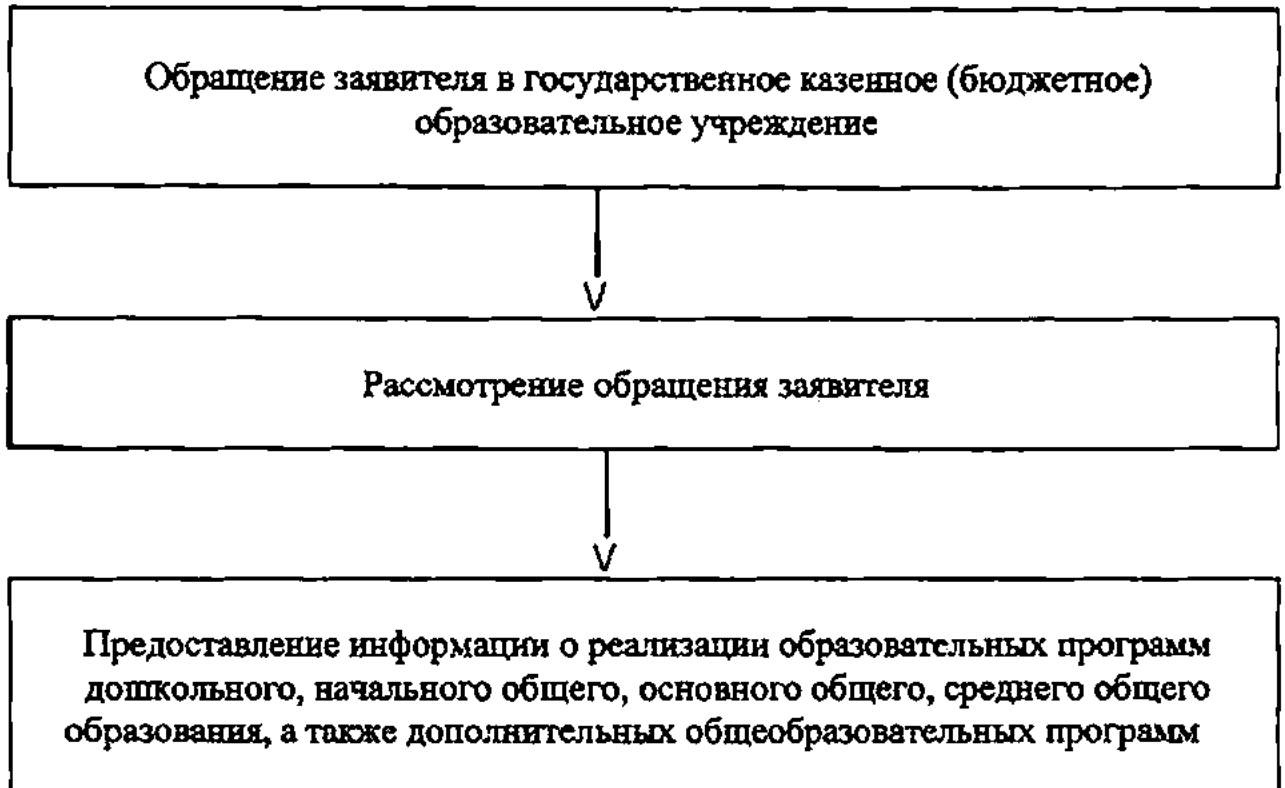 Обращение заявителя в государственное казенное (бюджетное)
образовательное учреждение
Рассмотрение обращения заявителя
Предоставление информации о реализации образовательных программ
дошкольного, начального общего, основного общего, среднего общего
образования, а также дополнительных общеобразовательных программ